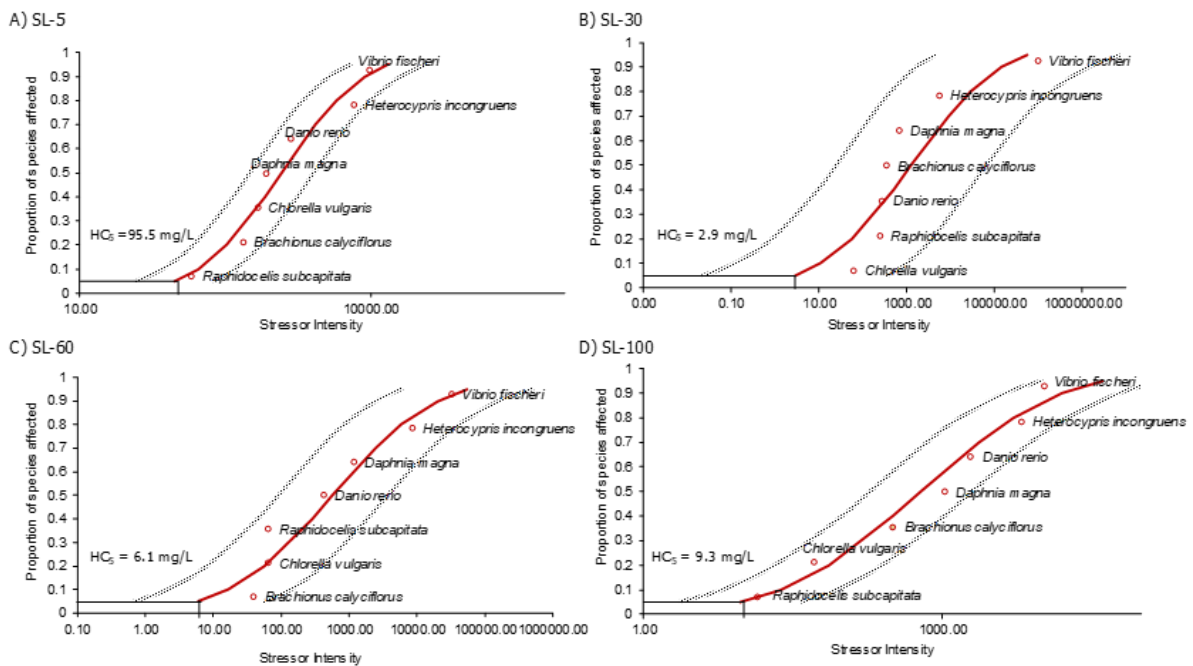 A) SL-5
Proportion of species affected
1
0.9
0.8
0.7
0.6
0.5
0.4
0.3
0.2
0.1
0
Vibrio fischeri
Heterocypris incongruens
Danio rerio
Daphnia magna
Chlorella vulgaris
Brachionus calyciflorus
Raphidocelis subcapitata
HC5 =95.5 mg/L
10.00 10000.00
Stressor Intensity
B) SL-30
Proportion of species affected
1
0.9
0.8
0.7
0.6
0.5
0.4
0.3
0.2
0.1
0
Vibrio fischeri
Heterocypris incongruens
Daphnia magna
Brachionus calyciflorus
Danio rerio
Raphidocelis subcapitata
Chlorella vulgaris
HC5 = 2.9 mg/L
0.00 0.10 10.00 1000.00 100000.00 10000000.00
Stressor Intensity
C) SL-60
Proportion of species affected
1
0.9
0.8
0.7
0.6
0.5
0.4
0.3
0.2
0.1
0
Vibrio fischeri
Heterocypris incongruens
Daphnia magna
Danio rerio
Raphidocelis subcapitata
Chlorella vulgaris
Brachionus calyciflorus
HC5 = 6.1 mg/L
0.10 1.00 10.00 100.00 1000.00 10000.00 100000.00 1000000.00
Stressor Intensity
D) SL-100
Proportion of species affected
1
0.9
0.8
0.7
0.6
0.5
0.4
0.3
0.2
0.1
0
Vibrio fischeri
Heterocypris incongruens
Danio rerio
Daphnia magna
Brachionus calyciflorus
Chlorella vulgaris
Raphidocelis subcapitata
HC5 = 9.3 mg/L
1.00 1000.00
Stressor Intensity